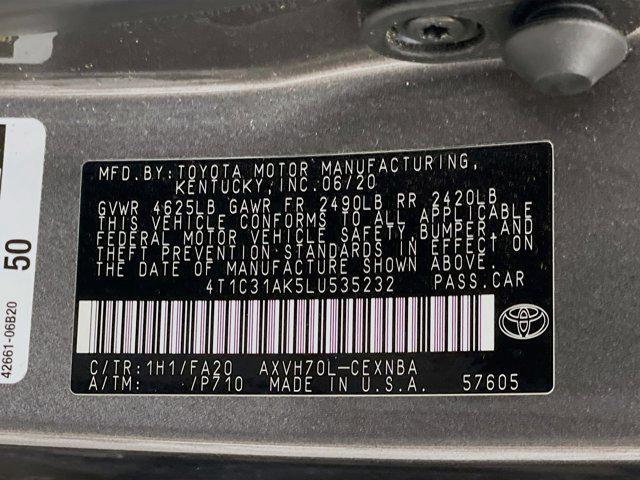 MFD.BY:TOYOTA MOTOR MANUFACTURING,
KENTUCKY,INC.06/20
GVWR 4625LB GAWR FR 2490LB RR 2420LB
THIS VEHICLE CONFORMS TO ALL APPLICABLE
FEDERAL MOTOR VEHICLE SAFETY,BUMPER,AND
THEFT PREVENTION STANDARDS IN EFFECT ON
THE DATE OF MANUFACTURE SHOWN ABOVE.
4T1C31AK5LU535232 PASS.CAR
C/TR:1H1/FA20 AXVH70L-CEXNBA
A/TM: /P710 MADE IN U.S.A. 57605
50
42661-06B20